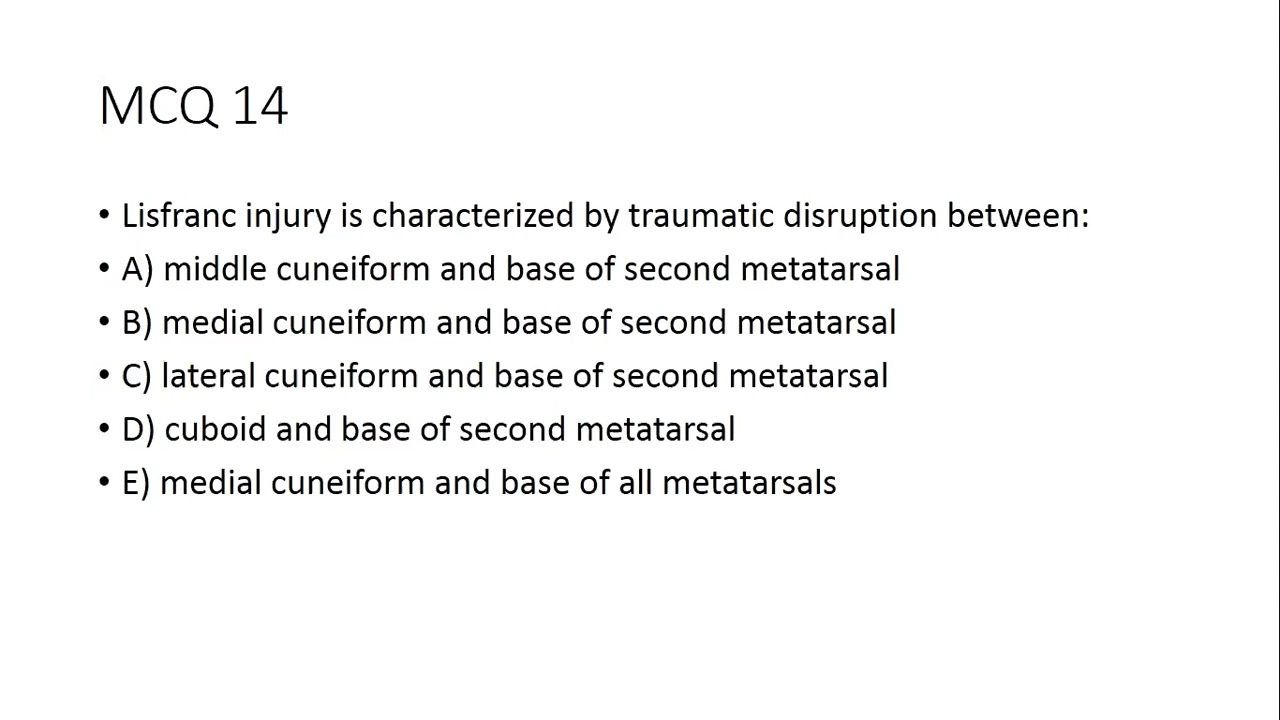 MCQ 14
• Lisfranc injury is characterized by traumatic disruption between:
• A) middle cuneiform and base of second metatarsal
• B) medial cuneiform and base of second metatarsal
• C) lateral cuneiform and base of second metatarsal
• D) cuboid and base of second metatarsal
• E) medial cuneiform and base of all metatarsals